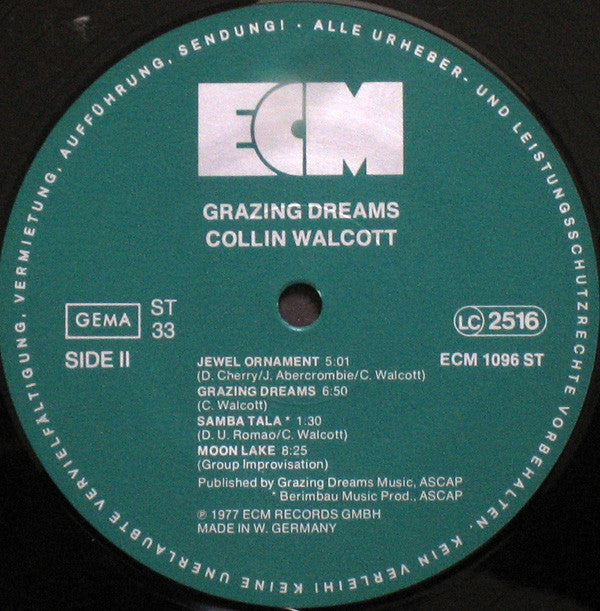 ALLE URHEBER- UND LEISTUNGSSCHUTZRECHTE VORBEHALTEN. KEIN VERLEIH! KEINE UNERLAUBTE VERVIELFÄLTIGUNG, VERMIETUNG, AUFFÜHRUNG, SENDUNG! ·
ECM
GRAZING DREAMS
COLLIN WALCOTT
GEMA
ST
33
LC 2516
SIDE II
ECM 1096 ST
JEWEL ORNAMENT 5:01
(D. Cherry/J. Abercrombie/C. Walcott)
GRAZING DREAMS 6:50
(C. Walcott)
SAMBA TALA * 1:30
(D. U. Romao/C. Walcott)
MOON LAKE 8:25
(Group Improvisation)
Published by Grazing Dreams Music, ASCAP
* Berimbau Music Prod., ASCAP
℗ 1977 ECM RECORDS GMBH
MADE IN W. GERMANY